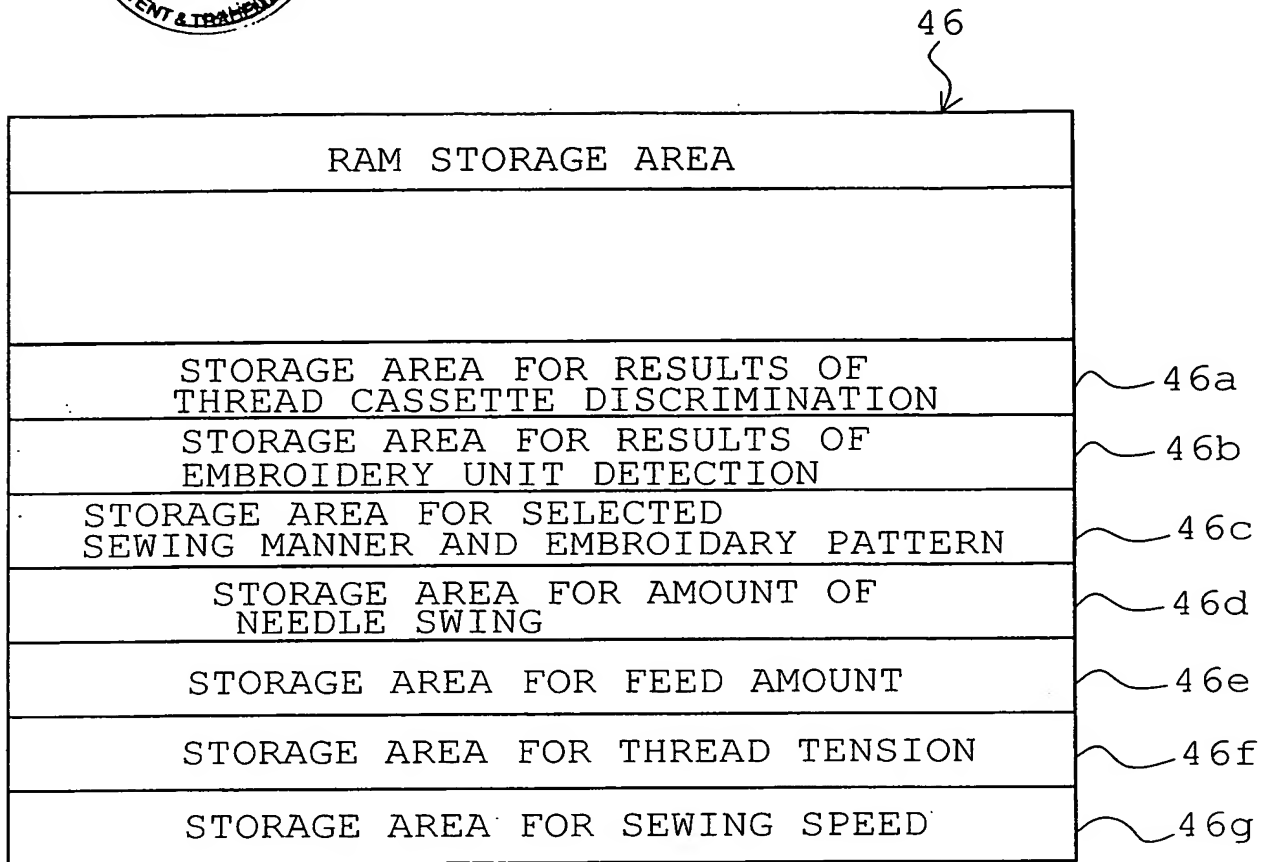 ENT & TRADEM
46
RAM STORAGE AREA
STORAGE AREA FOR RESULTS OF
THREAD CASSETTE DISCRIMINATION
46a
STORAGE AREA FOR RESULTS OF
EMBROIDERY UNIT DETECTION
46b
STORAGE AREA FOR SELECTED
SEWING MANNER AND EMBROIDARY PATTERN
46c
STORAGE AREA FOR AMOUNT OF
NEEDLE SWING
46d
STORAGE AREA FOR FEED AMOUNT
46e
STORAGE AREA FOR THREAD TENSION
46f
STORAGE AREA FOR SEWING SPEED
46g